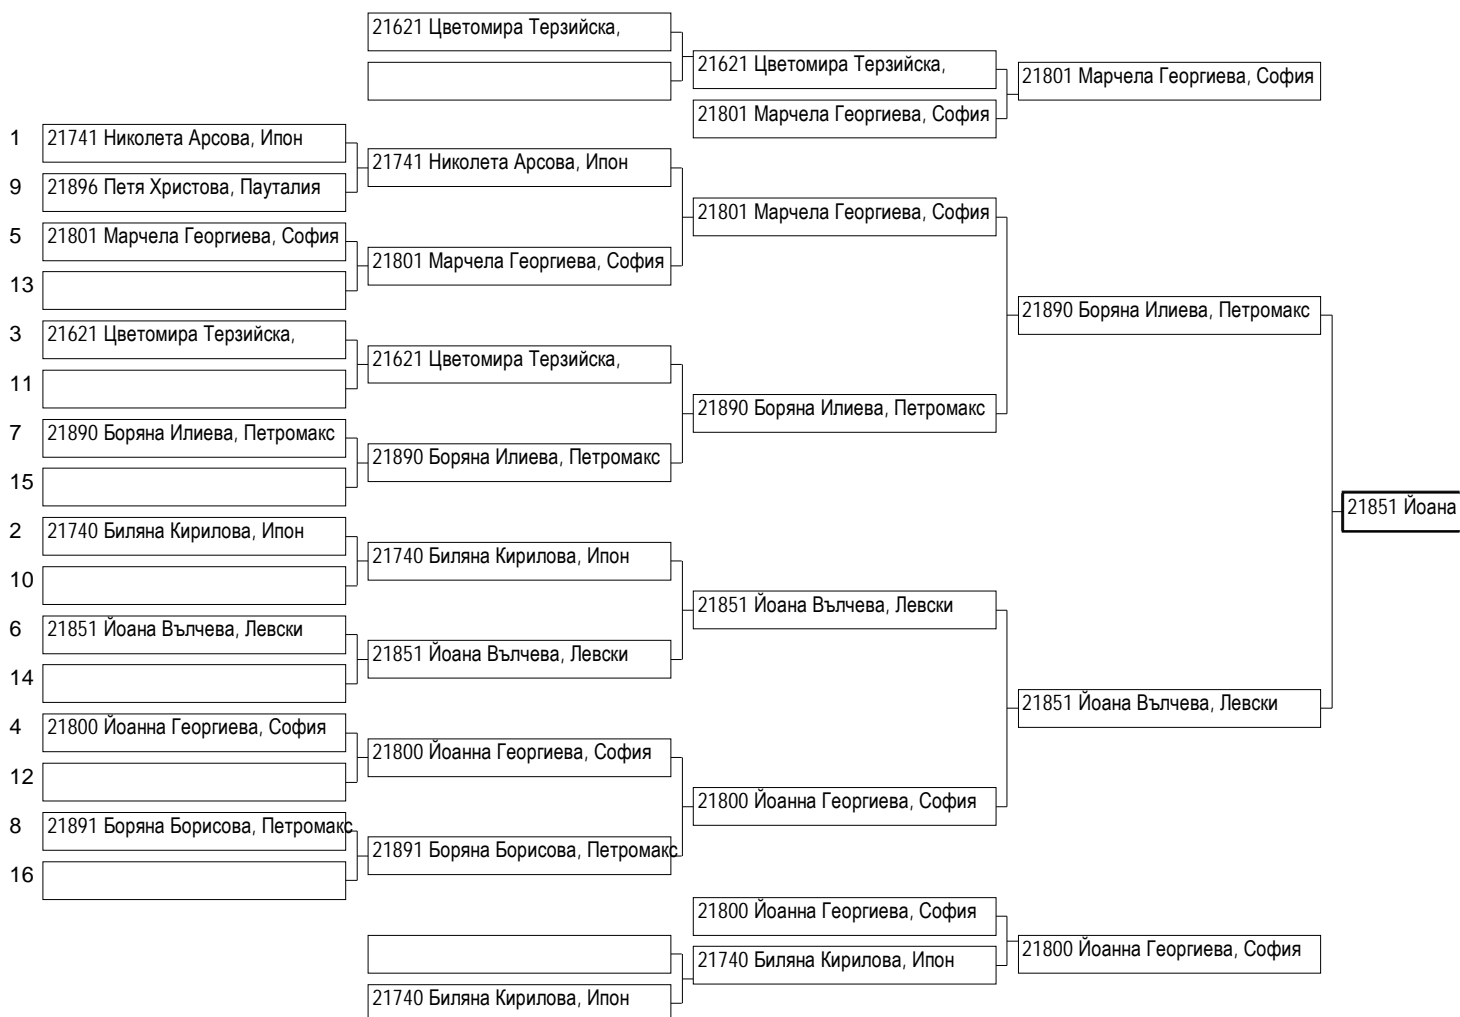 21621 Цветомира Терзийска,
21621 Цветомира Терзийска,
21801 Марчела Георгиева, София
21801 Марчела Георгиева, София
1 21741 Николета Арсова, Ипон
21741 Николета Арсова, Ипон
9 21896 Петя Христова, Пауталия
21801 Марчела Георгиева, София
5 21801 Марчела Георгиева, София
21801 Марчела Георгиева, София
13
21890 Боряна Илиева, Петромакс
3 21621 Цветомира Терзийска,
21621 Цветомира Терзийска,
11
21890 Боряна Илиева, Петромакс
7 21890 Боряна Илиева, Петромакс
21890 Боряна Илиева, Петромакс
15
21851 Йоана
2 21740 Биляна Кирилова, Ипон
21740 Биляна Кирилова, Ипон
10
21851 Йоана Вълчева, Левски
6 21851 Йоана Вълчева, Левски
21851 Йоана Вълчева, Левски
14
21851 Йоана Вълчева, Левски
4 21800 Йоанна Георгиева, София
21800 Йоанна Георгиева, София
12
21800 Йоанна Георгиева, София
8 21891 Боряна Борисова, Петромакс
21891 Боряна Борисова, Петромакс
16
21800 Йоанна Георгиева, София
21800 Йоанна Георгиева, София
21740 Биляна Кирилова, Ипон
21740 Биляна Кирилова, Ипон